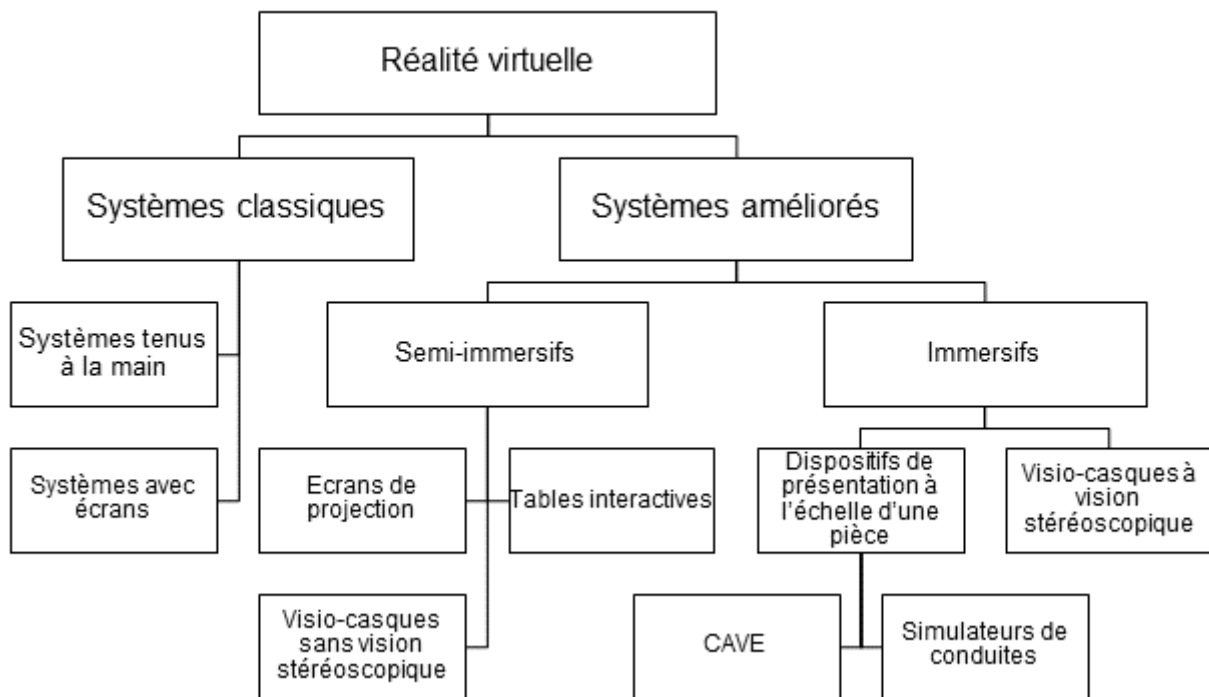 Réalité virtuelle
Systèmes classiques
Systèmes améliorés
Systèmes tenus
à la main
Semi-immersifs
Immersifs
Systèmes avec
écrans
Ecrans de
projection
Tables interactives
Dispositifs de
présentation à
l'échelle d'une
pièce
Visio-casques à
vision
stéréoscopique
Visio-casques
sans vision
stéréoscopique
CAVE
Simulateurs de
conduites